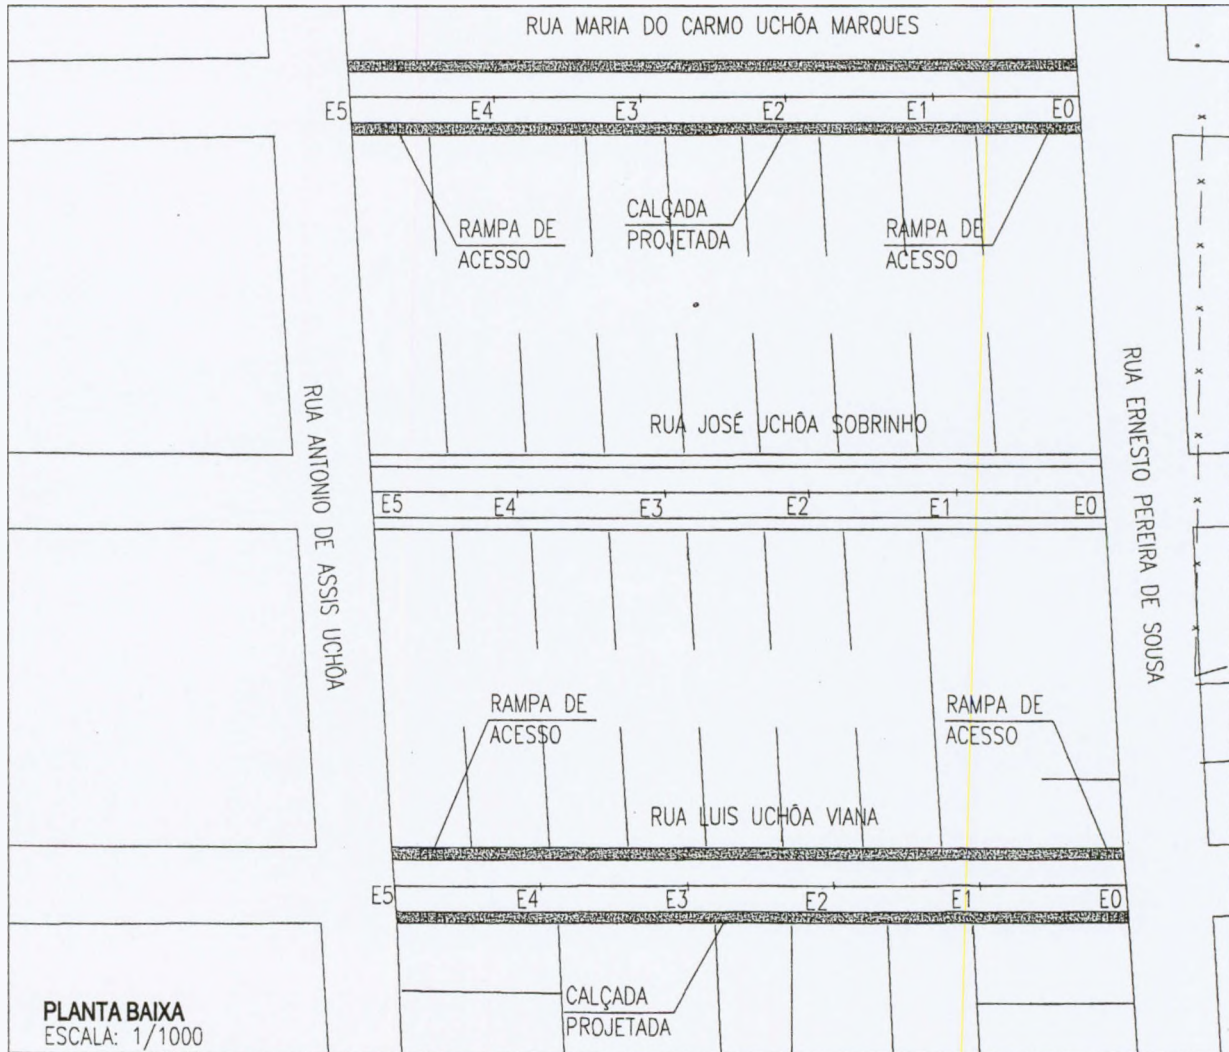 RUA MARIA DO CARMO UCHÔA MARQUES
E5 E4 E3 E2 E1 E0
RAMPA DE
ACESSO
CALÇADA
PROJETADA
RAMPA DE
ACESSO
RUA ANTONIO DE ASSIS UCHÔA
RUA ERNESTO PEREIRA DE SOUSA
RUA JOSÉ UCHÔA SOBRINHO
E5 E4 E3 E2 E1 E0
RAMPA DE
ACESSO
RAMPA DE
ACESSO
RUA LUIS UCHÔA VIANA
E5 E4 E3 E2 E1 E0
CALÇADA
PROJETADA
PLANTA BAIXA
ESCALA: 1/1000